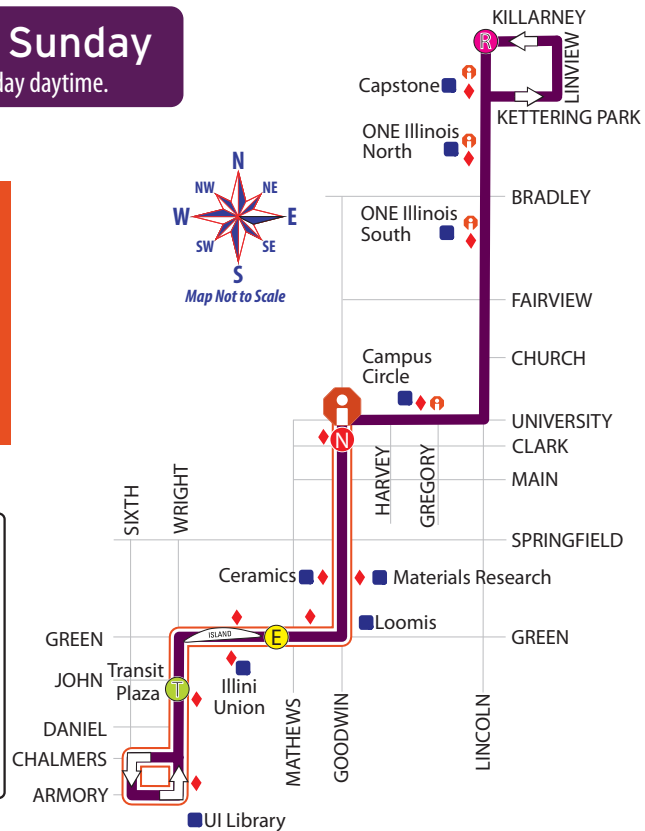 Sunday
day daytime.
KILLARNEY
R
LINVIEW
Capstone
KETTERING PARK
ONE Illinois
North
N
NW
NE
W
E
SW
SE
S
Map Not to Scale
BRADLEY
ONE Illinois
South
FAIRVIEW
Campus
Circle
CHURCH
UNIVERSITY
N
CLARK
HARVEY
GREGORY
MAIN
SIXTH
WRIGHT
SPRINGFIELD
Ceramics
Materials Research
Loomis
GREEN
ISLAND
E
GREEN
JOHN
Transit
Plaza
T
Illini
Union
MATHEWS
GOODWIN
LINCOLN
DANIEL
CHALMERS
ARMORY
UI Library